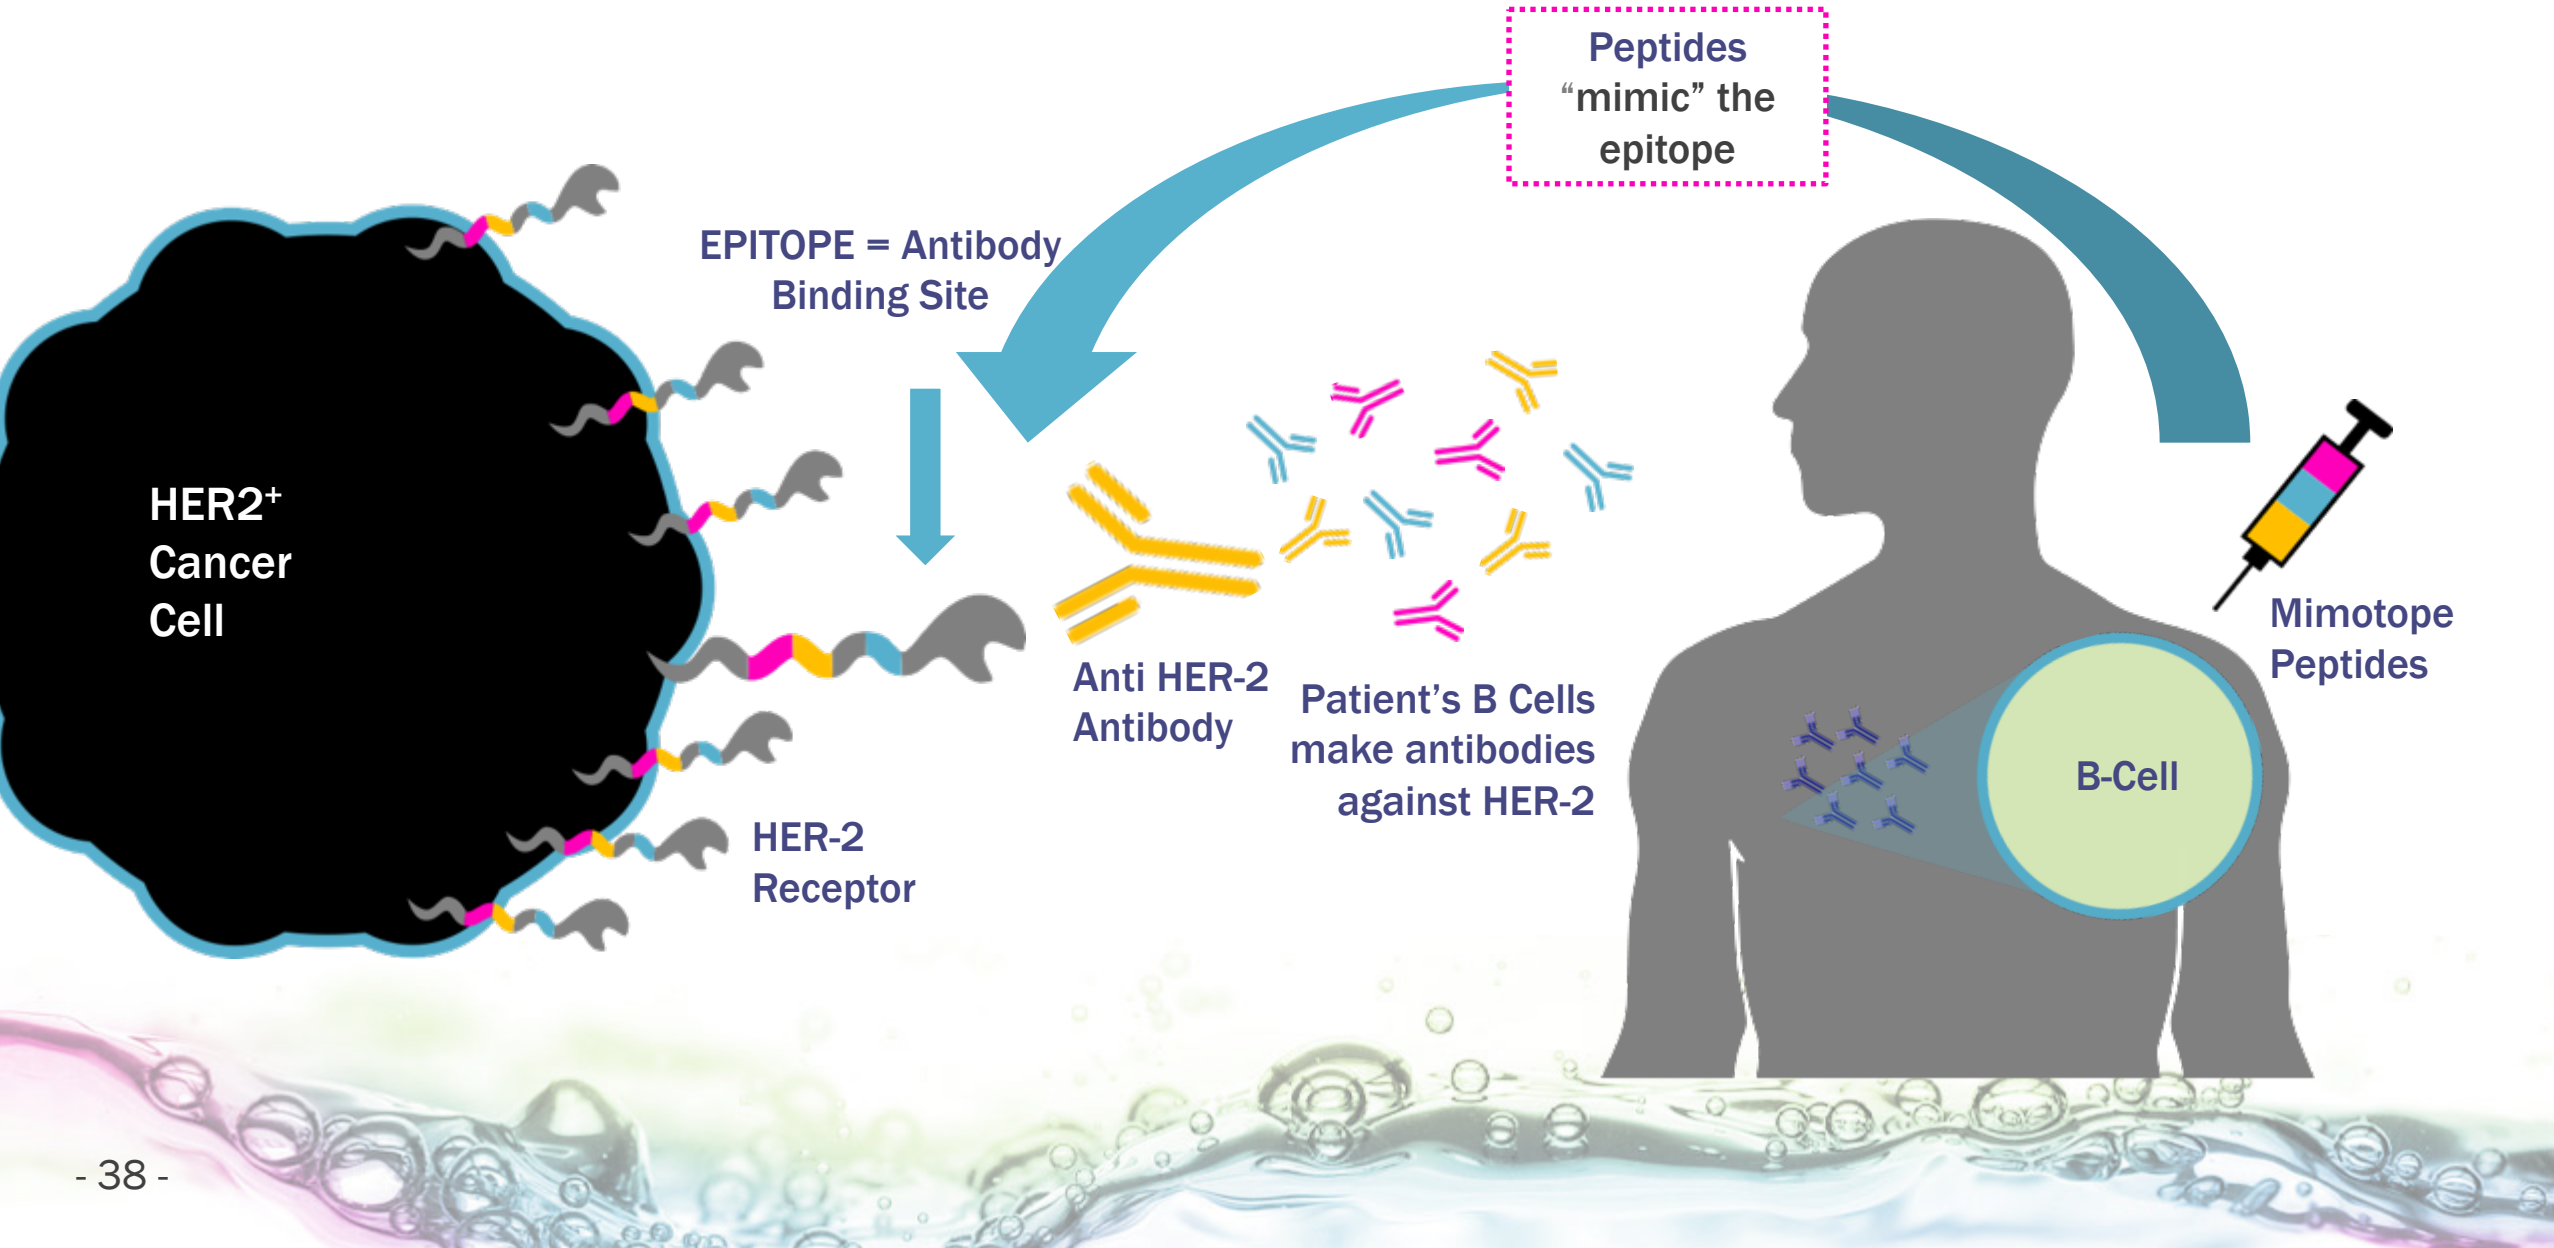 Peptides
“mimic” the
epitope
EPITOPE = Antibody
Binding Site
HER2⁺
Cancer
Cell
Anti HER-2
Antibody
Patient’s B Cells
make antibodies
against HER-2
Mimotope
Peptides
B-Cell
HER-2
Receptor
- 38 -